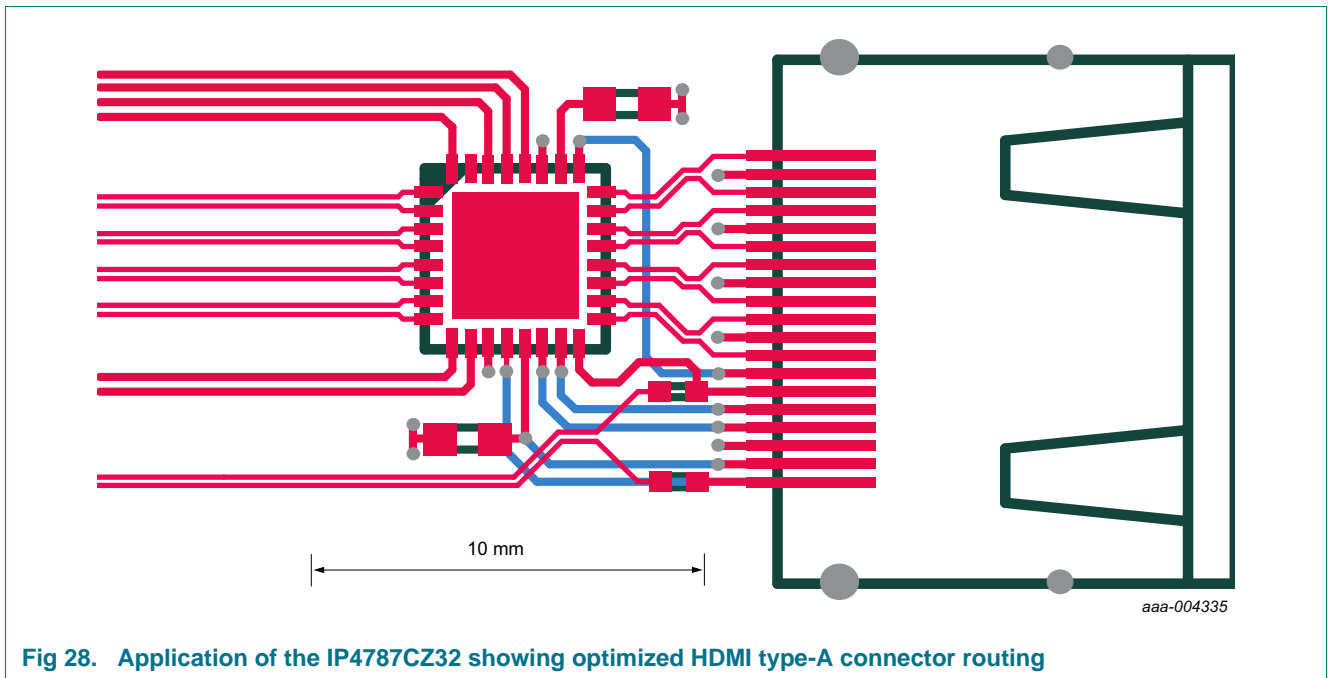 10 mm
aaa-004335
Fig 28. Application of the IP4787CZ32 showing optimized HDMI type-A connector routing